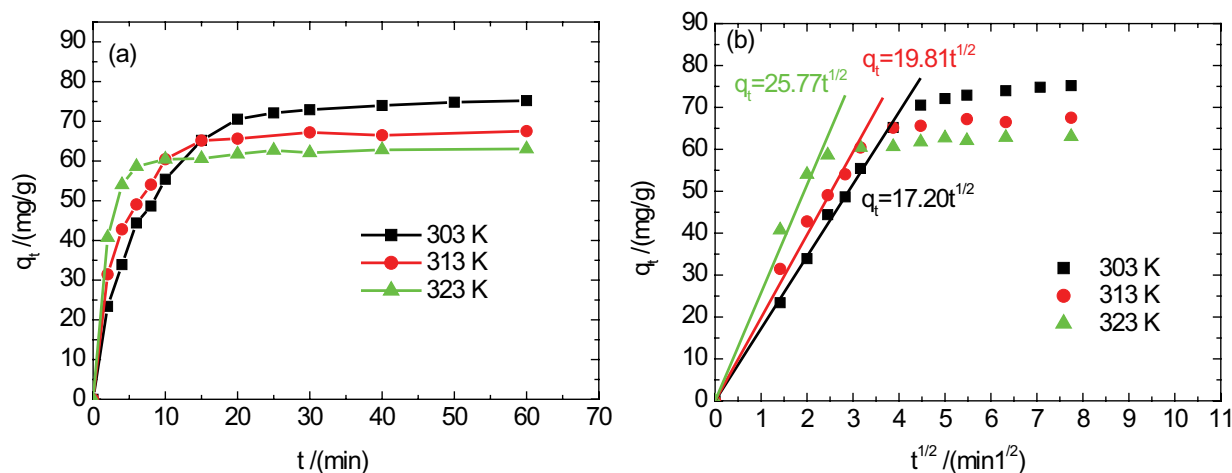 (a)
90
80
70
60
50
40
30
20
10
0
q_t /(mg/g)
303 K
313 K
323 K
0 10 20 30 40 50 60 70
t /(min)
(b)
90
80
70
60
50
40
30
20
10
0
q_t /(mg/g)
q_t=25.77t^{1/2}
q_t=19.81t^{1/2}
q_t=17.20t^{1/2}
303 K
313 K
323 K
0 1 2 3 4 5 6 7 8 9 10 11
t^{1/2} /(min1^{/2})